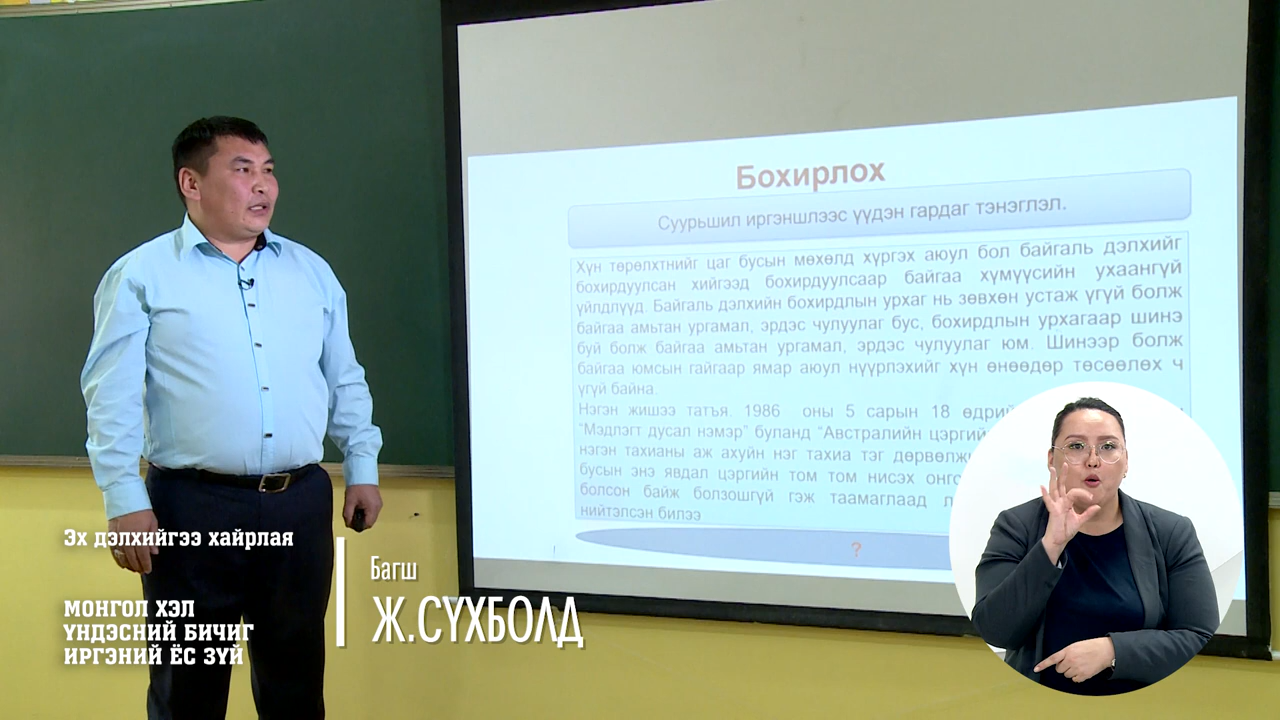 Бохирлох
Суурьшил иргэншлээс үүдэн гардаг тэнэглэл.
Хүн төрөлхтнийг цаг бусын мөхөлд хүргэх аюул бол байгаль дэлхийг
бохирдуулсан хийгээд бохирдуулсаар байгаа хүмүүсийн ухаангүй
үйлдлүүд. Байгаль дэлхийн бохирдлын урхаг нь зөвхөн устаж үгүй болж
байгаа амьтан ургамал, эрдэс чулуулаг бус, бохирдлын урхагаар шинэ
буй болж байгаа амьтан ургамал, эрдэс чулуулаг юм. Шинээр болж
байгаа юмсын гайгаар ямар аюул нүүрлэхийг хүн өнөөдөр төсөөлөх ч
үгүй байна.
Нэгэн жишээ татъя. 1986 оны 5 сарын 18 өдрий
“Мэдлэгт дусал нэмэр” буланд “Австралийн цэргий
нэгэн тахианы аж ахуйн нэг тахиа тэг дөрвөлж
бусын энэ явдал цэргийн том том нисэх онго
болсон байж болзошгүй гэж таамаглаад
нийтэлсэн билээ
?
Эх дэлхийгээ хайрлая
МОНГОЛ ХЭЛ
ҮНДЭСНИЙ БИЧИГ
ИРГЭНИЙ ЁС ЗҮЙ
Багш
Ж.СҮХБОЛД